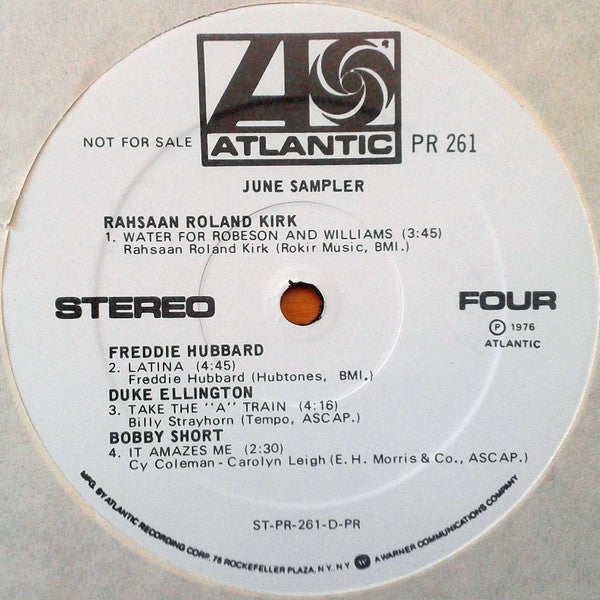 NOT FOR SALE ATLANTIC PR 261
JUNE SAMPLER
RAHSAAN ROLAND KIRK
1. WATER FOR ROBESON AND WILLIAMS (3:45)
Rahsaan Roland Kirk (Rokir Music, BMI.)
STEREO FOUR
Ⓟ 1976
ATLANTIC
FREDDIE HUBBARD
2. LATINA (4:45)
Freddie Hubbard (Hubtones, BMI.)
DUKE ELLINGTON
3. TAKE THE "A" TRAIN (4:16)
Billy Strayhorn (Tempo, ASCAP.)
BOBBY SHORT
4. IT AMAZES ME (2:30)
Cy Coleman - Carolyn Leigh (E. H. Morris & Co., ASCAP.)
ST-PR-261-D-PR
MFG. BY ATLANTIC RECORDING CORP. 75 ROCKEFELLER PLAZA, N.Y. N.Y. A WARNER COMMUNICATIONS COMPANY